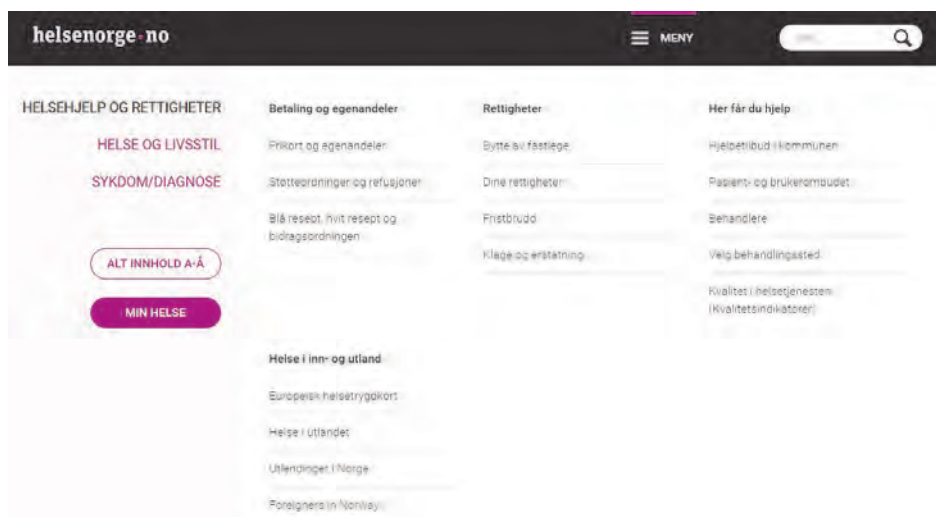 helsenorge·no
MENY
HELSEHJELP OG RETTIGHETER
HELSE OG LIVSSTIL
SYKDOM/DIAGNOSE
ALT INNHOLD A-Å
MIN HELSE
Betaling og egenandeler
Frikort og egenandeler
Støtteordninger og refusjoner
Blå resept, hvit resept og
bidragsordningen
Rettigheter
Bytte av fastlege
Dine rettigheter
Fristbrudd
Klage og erstatning
Her får du hjelp
Hjelpetilbud i kommunen
Pasient- og brukerombudet
Behandlere
Velg behandlingssted
Kvalitet i helsetjenesten
(Kvalitetsindikatorer)
Helse i inn- og utland
Europeisk helsetrygdkort
Helse i utlandet
Utlendinger i Norge
Foreigners in Norway